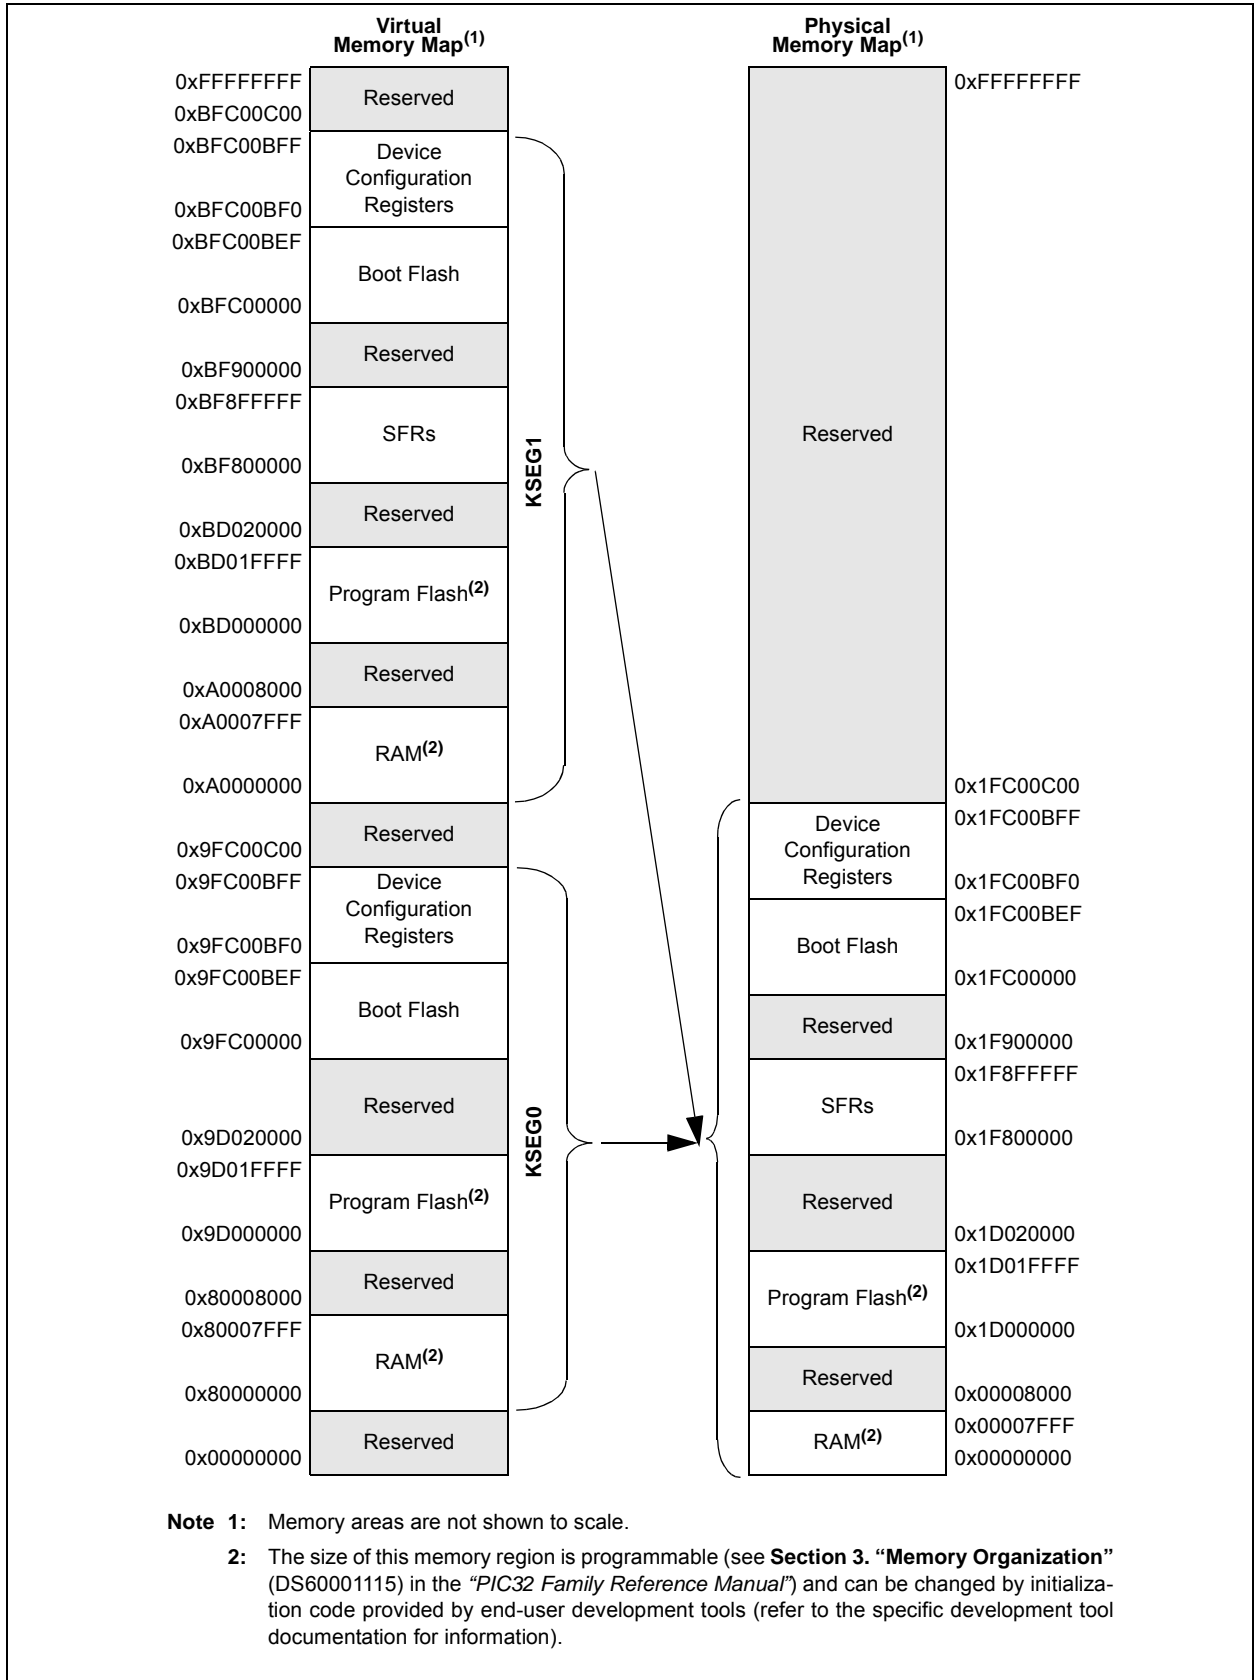 Virtual
Memory Map(1)
0xFFFFFFFF
Reserved
0xBFC00C00
0xBFC00BFF
Device
Configuration
Registers
0xBFC00BF0
0xBFC00BEF
Boot Flash
0xBFC00000
Reserved
0xBF900000
0xBF8FFFFF
SFRs
0xBF800000
Reserved
0xBD020000
0xBD01FFFF
Program Flash(2)
0xBD000000
Reserved
0xA0008000
0xA0007FFF
RAM(2)
0xA0000000
Reserved
0x9FC00C00
0x9FC00BFF
Device
Configuration
Registers
0x9FC00BF0
0x9FC00BEF
Boot Flash
0x9FC00000
Reserved
0x9D020000
0x9D01FFFF
Program Flash(2)
0x9D000000
Reserved
0x80008000
0x80007FFF
RAM(2)
0x80000000
Reserved
0x00000000
KSEG1
KSEG0
Physical
Memory Map(1)
0xFFFFFFFF
Reserved
0x1FC00C00
0x1FC00BFF
Device
Configuration
Registers
0x1FC00BF0
0x1FC00BEF
Boot Flash
0x1FC00000
Reserved
0x1F900000
0x1F8FFFFF
SFRs
0x1F800000
Reserved
0x1D020000
0x1D01FFFF
Program Flash(2)
0x1D000000
Reserved
0x00008000
0x00007FFF
RAM(2)
0x00000000
Note 1: Memory areas are not shown to scale.
2: The size of this memory region is programmable (see Section 3. “Memory Organization”
(DS60001115) in the “PIC32 Family Reference Manual”) and can be changed by initializa-
tion code provided by end-user development tools (refer to the specific development tool
documentation for information).